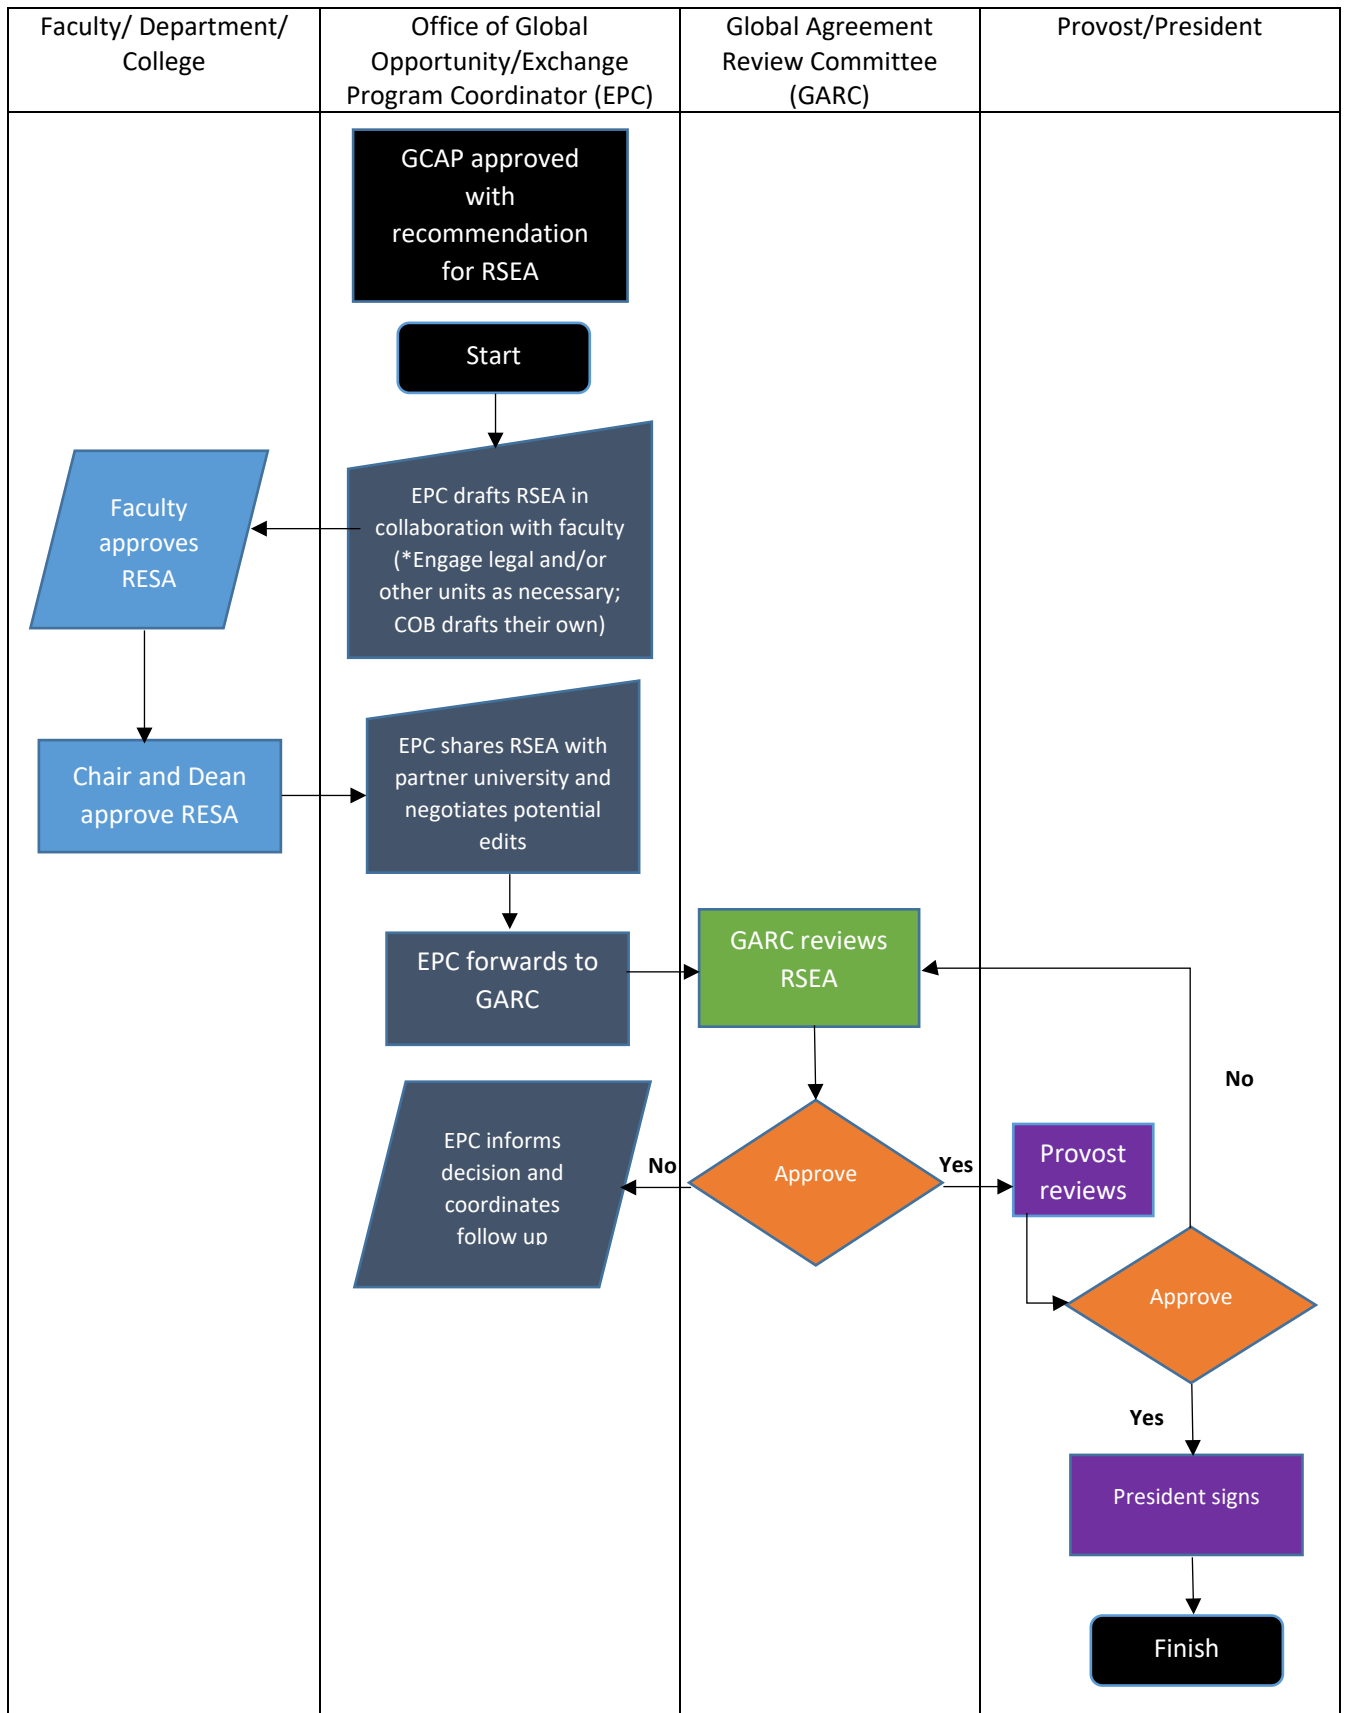 Faculty/ Department/
College
Office of Global
Opportunity/Exchange
Program Coordinator (EPC)
Global Agreement
Review Committee
(GARC)
Provost/President
GCAP approved
with
recommendation
for RSEA
Start
EPC drafts RSEA in
collaboration with faculty
(*Engage legal and/or
other units as necessary;
COB drafts their own)
Faculty
approves
RESA
Chair and Dean
approve RESA
EPC shares RSEA with
partner university and
negotiates potential
edits
EPC forwards to
GARC
GARC reviews
RSEA
Approve
No
EPC informs
decision and
coordinates
follow up
Yes
Provost
reviews
Approve
No
Yes
President signs
Finish